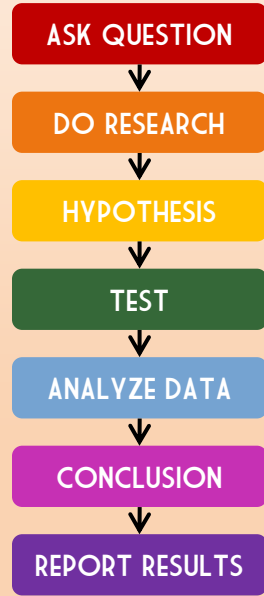 ASK QUESTION
DO RESEARCH
HYPOTHESIS
TEST
ANALYZE DATA
CONCLUSION
REPORT RESULTS